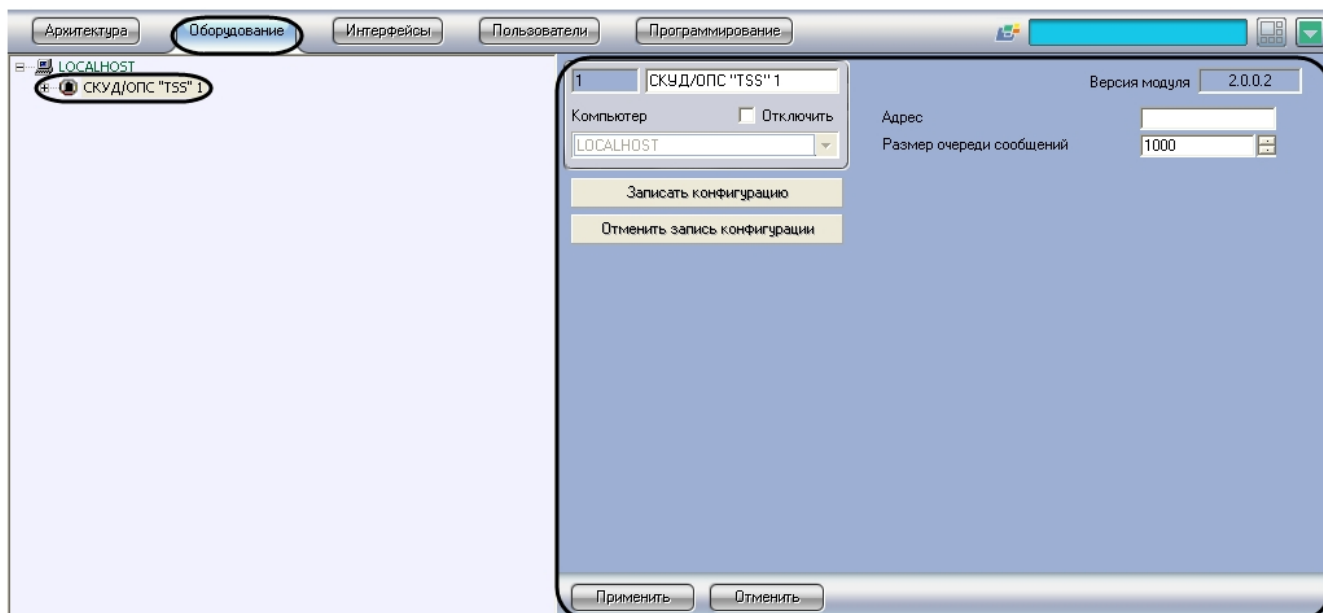 Архитектура Оборудование Интерфейсы Пользователи Программирование
LOCALHOST
СКУД/ОПС "TSS" 1
1 СКУД/ОПС "TSS" 1 Версия модуля 2.0.0.2
Компьютер Отключить Адрес
LOCALHOST Размер очереди сообщений 1000
Записать конфигурацию
Отменить запись конфигурации
Применить Отменить